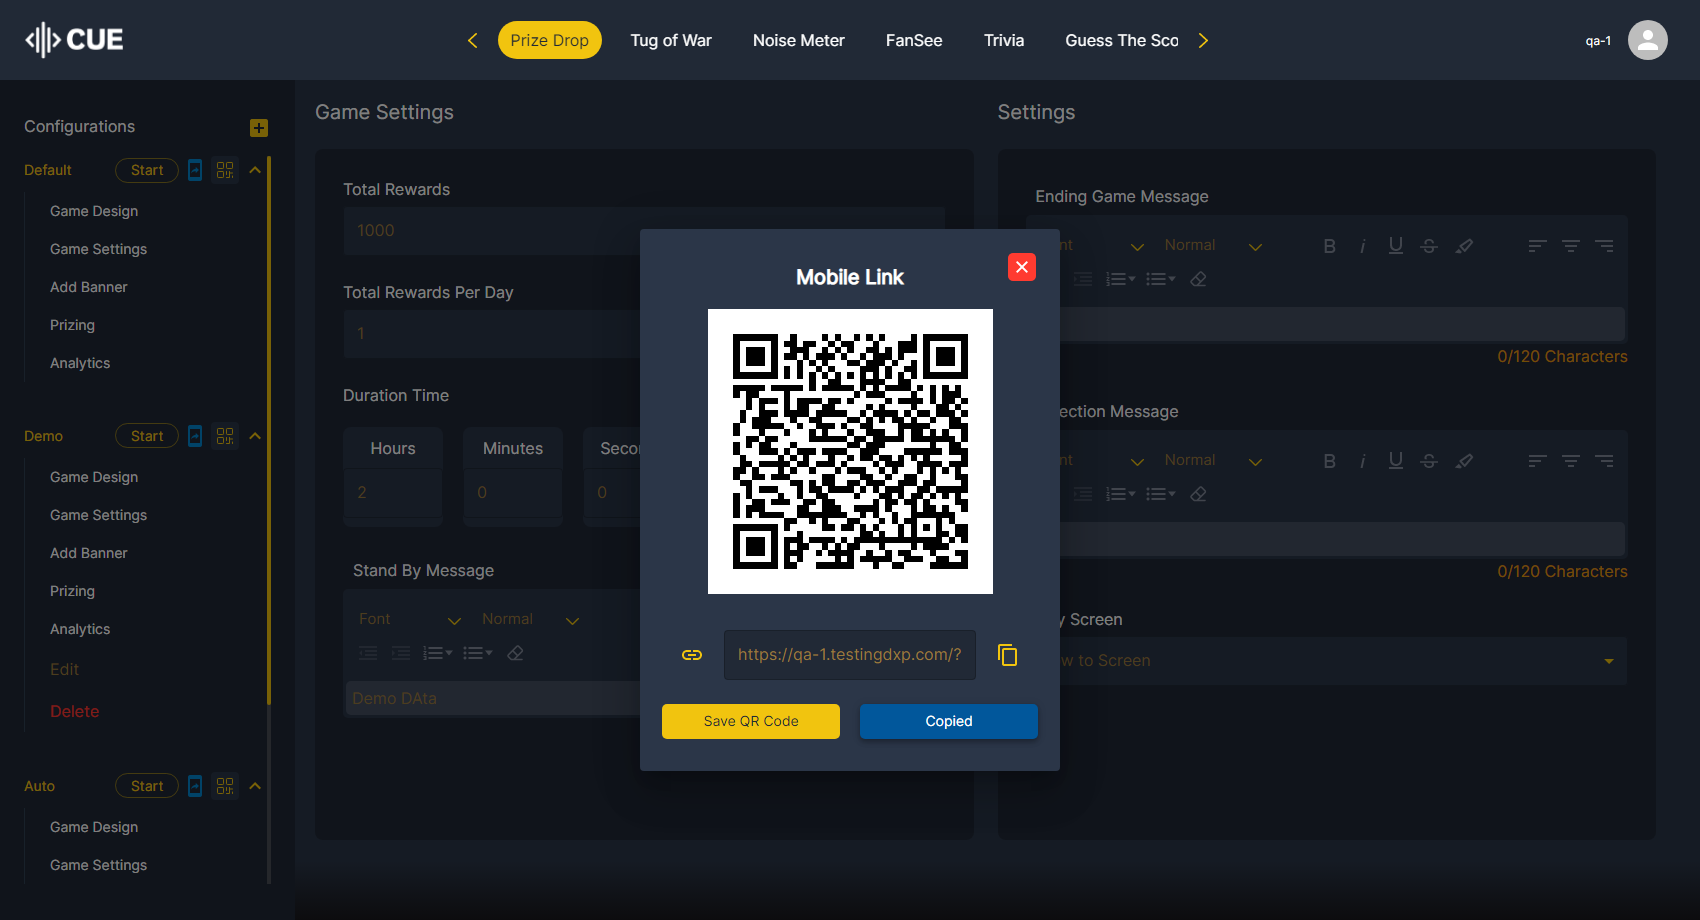 CUE
Prize Drop
Tug of War
Noise Meter
FanSee
Trivia
Guess The Sco
qa-1
Configurations
Default
Start
Game Design
Game Settings
Add Banner
Prizing
Analytics
Demo
Start
Game Design
Game Settings
Add Banner
Prizing
Analytics
Edit
Delete
Auto
Start
Game Design
Game Settings
Game Settings
Total Rewards
1000
Total Rewards Per Day
1
Duration Time
Hours
Minutes
Secon
2
0
0
Stand By Message
Font
Normal
Demo DAta
Mobile Link
https://qa-1.testingdxp.com/?
Save QR Code
Copied
Settings
Ending Game Message
nt
Normal
0/120 Characters
ection Message
nt
Normal
0/120 Characters
y Screen
w to Screen